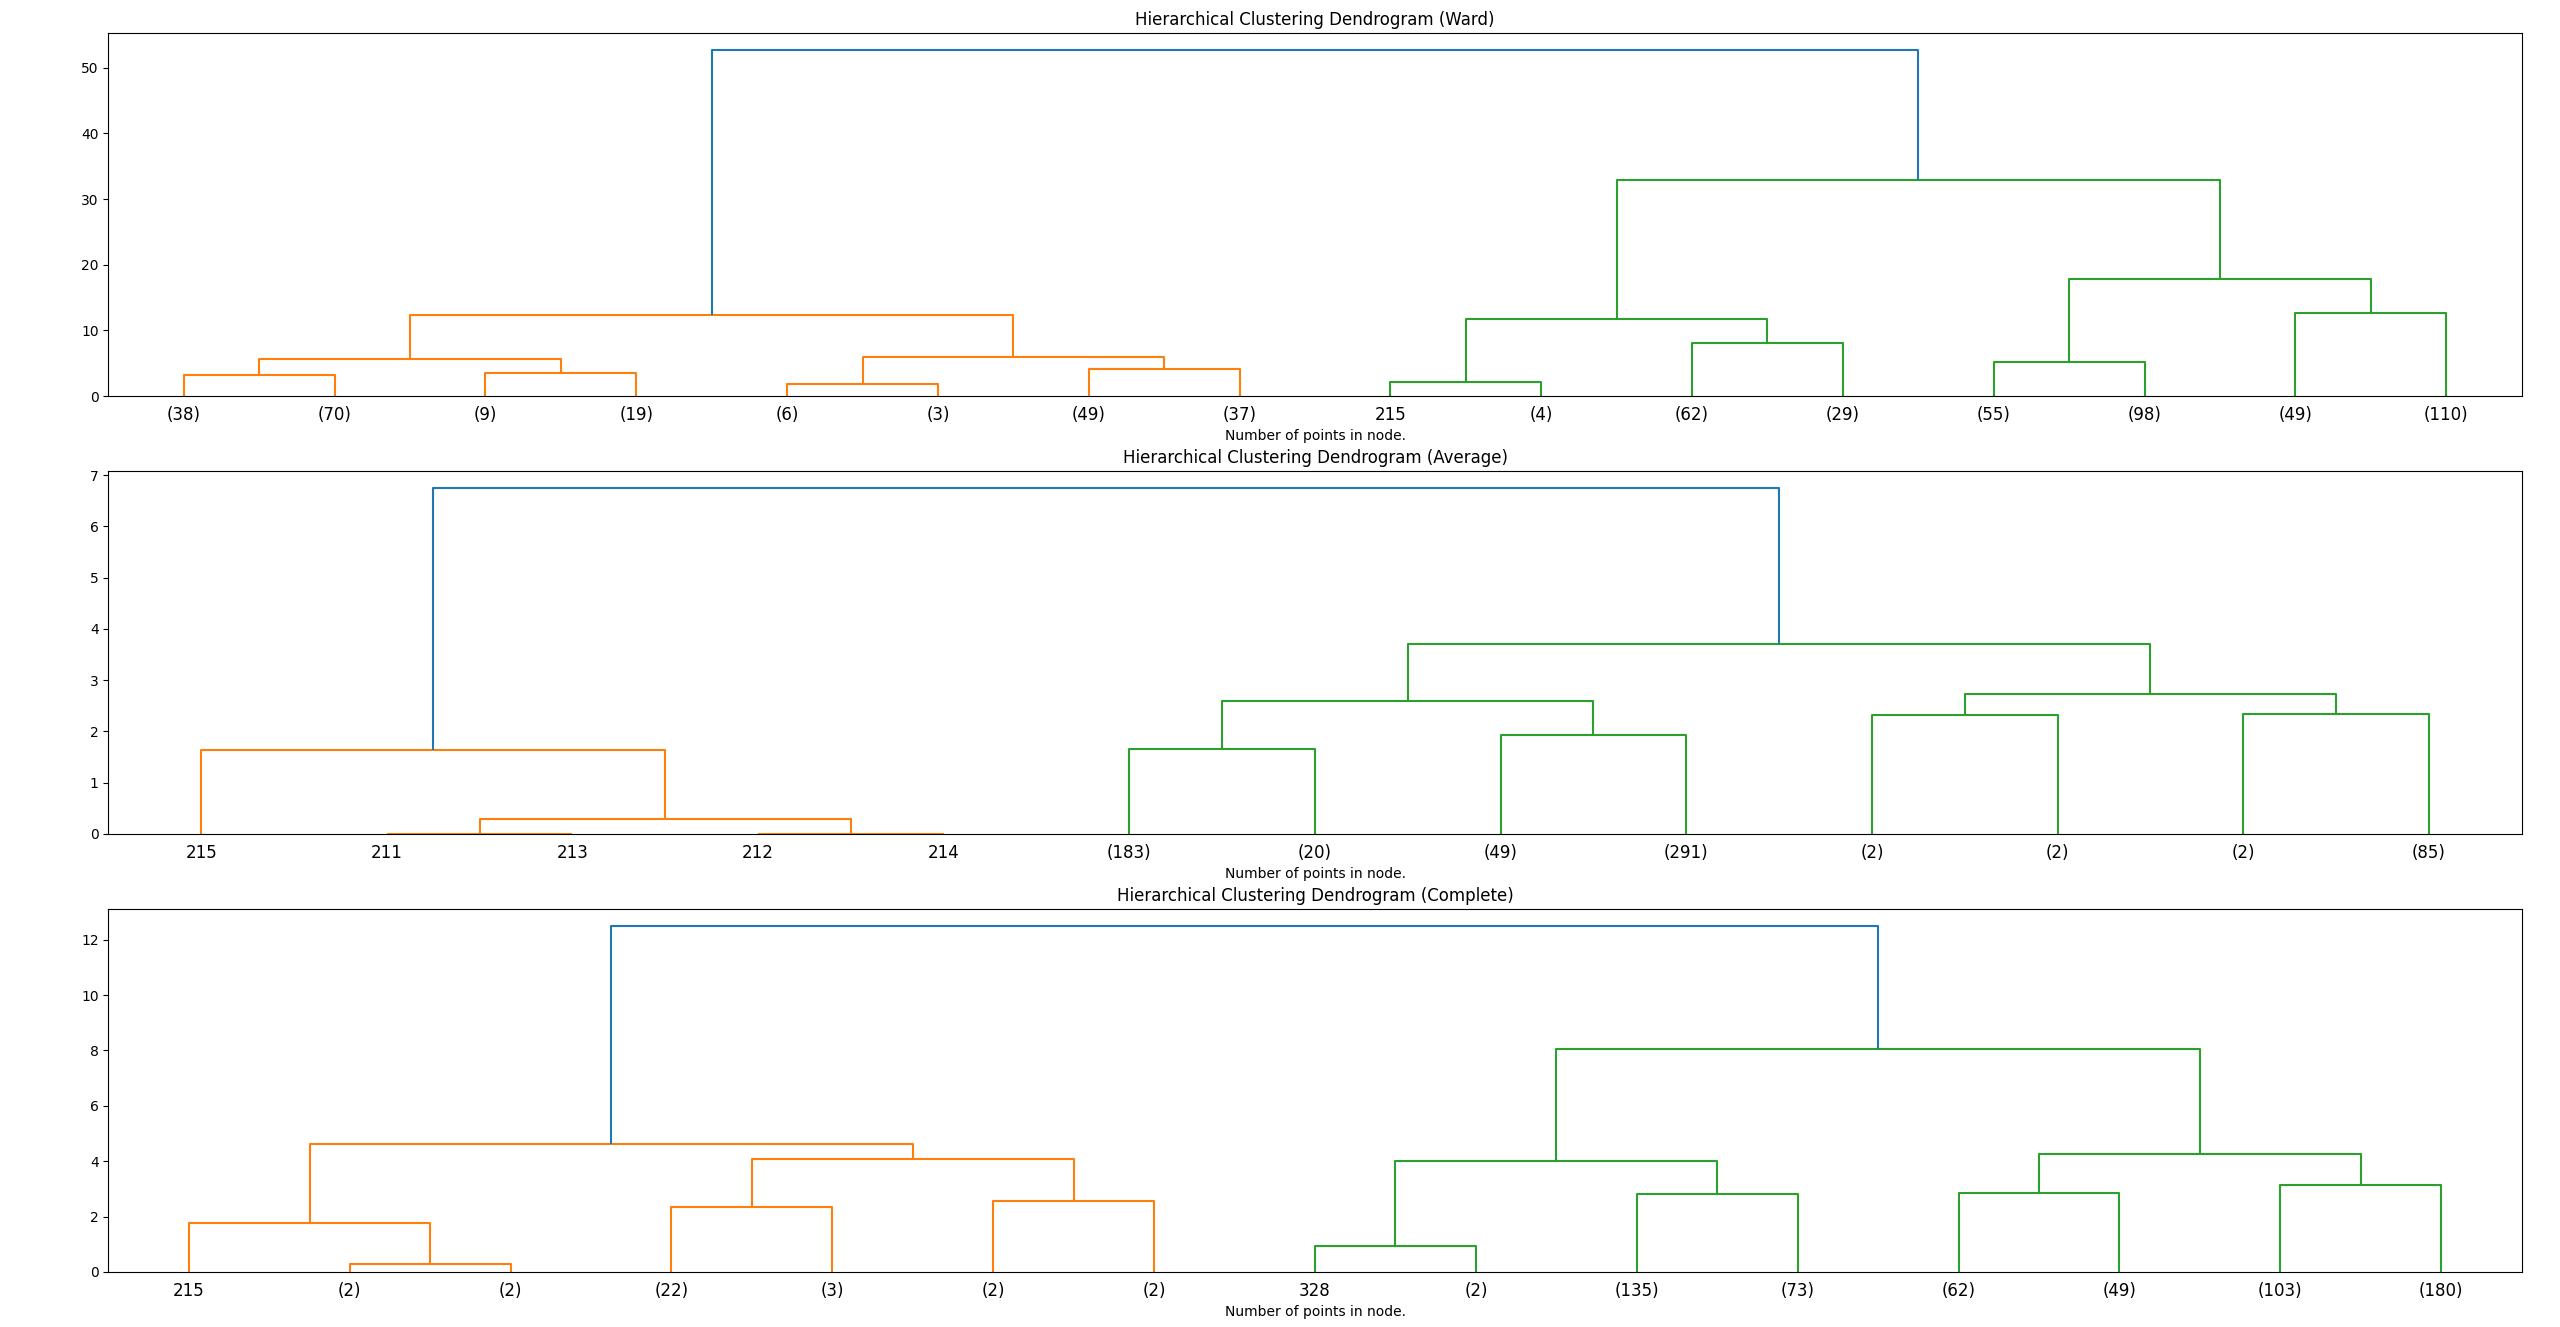 Hierarchical Clustering Dendrogram (Ward)
50
40
30
20
10
0
(38) (70) (9) (19) (6) (3) (49) (37) 215 (4) (62) (29) (55) (98) (49) (110)
Number of points in node.
Hierarchical Clustering Dendrogram (Average)
7
6
5
4
3
2
1
0
215 211 213 212 214 (183) (20) (49) (291) (2) (2) (2) (85)
Number of points in node.
Hierarchical Clustering Dendrogram (Complete)
12
10
8
6
4
2
0
215 (2) (2) (22) (3) (2) (2) 328 (2) (135) (73) (62) (49) (103) (180)
Number of points in node.